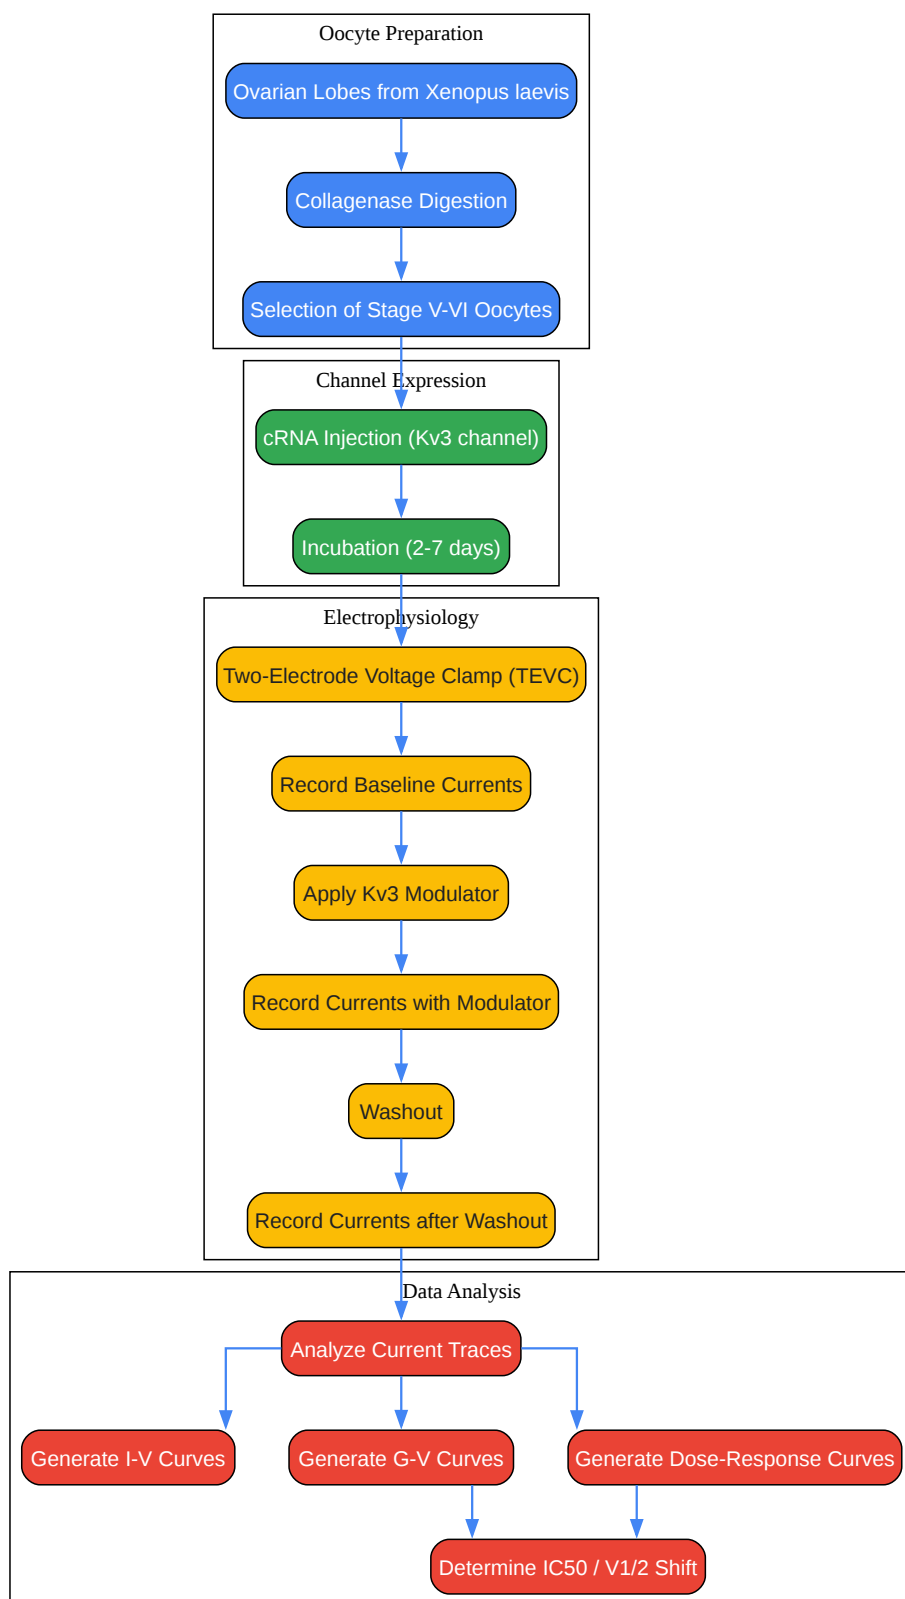 Oocyte Preparation
Ovarian Lobes from Xenopus laevis
Collagenase Digestion
Selection of Stage V-VI Oocytes
Channel Expression
cRNA Injection (Kv3 channel)
Incubation (2-7 days)
Electrophysiology
Two-Electrode Voltage Clamp (TEVC)
Record Baseline Currents
Apply Kv3 Modulator
Record Currents with Modulator
Washout
Record Currents after Washout
Data Analysis
Analyze Current Traces
Generate I-V Curves
Generate G-V Curves
Generate Dose-Response Curves
Determine IC50 / V1/2 Shift